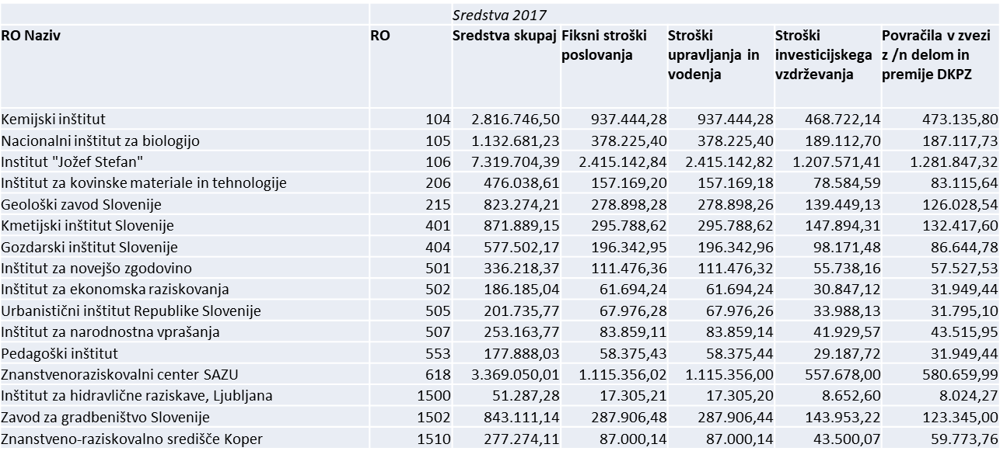 Sredstva 2017
RO Naziv RO Sredstva skupaj Fiksni stroški poslovanja Stroški upravljanja in vodenja Stroški investicijskega vzdrževanja Povračila v zvezi z /n delom in premije DKPZ
Kemijski inštitut 104 2.816.746,50 937.444,28 937.444,28 468.722,14 473.135,80
Nacionalni inštitut za biologijo 105 1.132.681,23 378.225,40 378.225,40 189.112,70 187.117,73
Institut "Jožef Stefan" 106 7.319.704,39 2.415.142,84 2.415.142,82 1.207.571,41 1.281.847,32
Inštitut za kovinske materiale in tehnologije 206 476.038,61 157.169,20 157.169,18 78.584,59 83.115,64
Geološki zavod Slovenije 215 823.274,21 278.898,28 278.898,26 139.449,13 126.028,54
Kmetijski inštitut Slovenije 401 871.889,15 295.788,62 295.788,62 147.894,31 132.417,60
Gozdarski inštitut Slovenije 404 577.502,17 196.342,95 196.342,96 98.171,48 86.644,78
Inštitut za novejšo zgodovino 501 336.218,37 111.476,36 111.476,32 55.738,16 57.527,53
Inštitut za ekonomska raziskovanja 502 186.185,04 61.694,24 61.694,24 30.847,12 31.949,44
Urbanistični inštitut Republike Slovenije 505 201.735,77 67.976,28 67.976,26 33.988,13 31.795,10
Inštitut za narodnostna vprašanja 507 253.163,77 83.859,11 83.859,14 41.929,57 43.515,95
Pedagoški inštitut 553 177.888,03 58.375,43 58.375,44 29.187,72 31.949,44
Znanstvenoraziskovalni center SAZU 618 3.369.050,01 1.115.356,02 1.115.356,00 557.678,00 580.659,99
Inštitut za hidravlične raziskave, Ljubljana 1500 51.287,28 17.305,21 17.305,20 8.652,60 8.024,27
Zavod za gradbeništvo Slovenije 1502 843.111,14 287.906,48 287.906,44 143.953,22 123.345,00
Znanstveno-raziskovalno središče Koper 1510 277.274,11 87.000,14 87.000,14 43.500,07 59.773,76